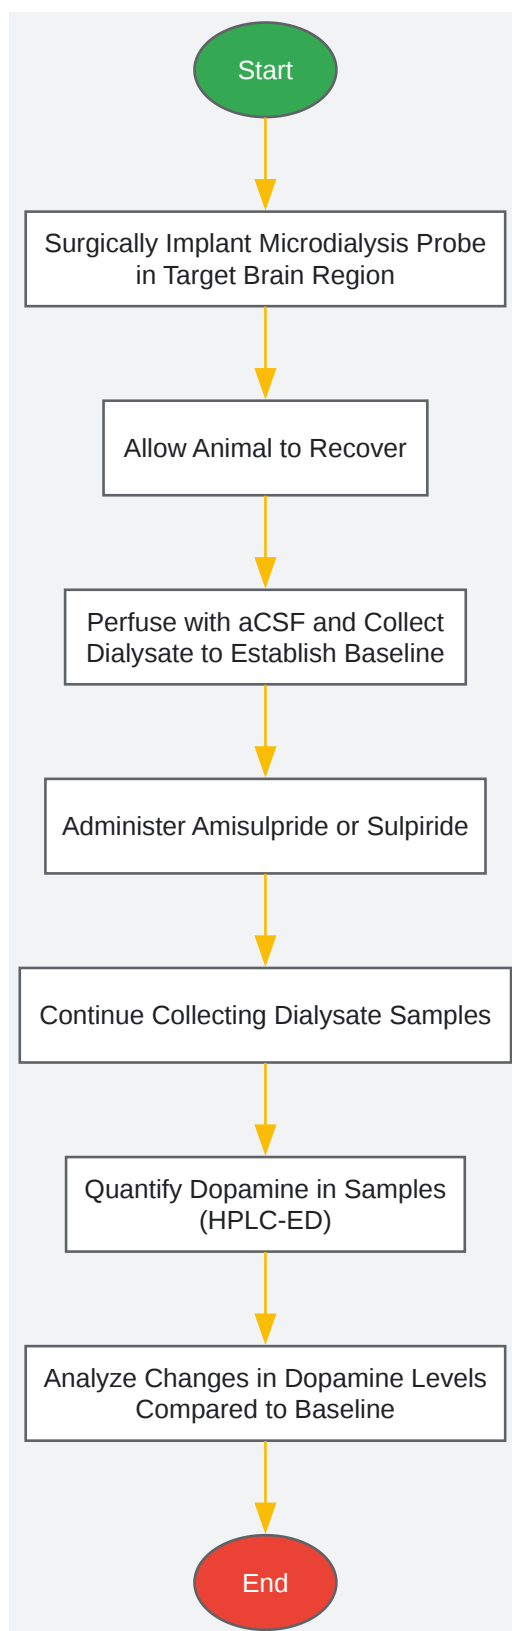 Start
Surgically Implant Microdialysis Probe
in Target Brain Region
Allow Animal to Recover
Perfuse with aCSF and Collect
Dialysate to Establish Baseline
Administer Amisulpride or Sulpiride
Continue Collecting Dialysate Samples
Quantify Dopamine in Samples
(HPLC-ED)
Analyze Changes in Dopamine Levels
Compared to Baseline
End